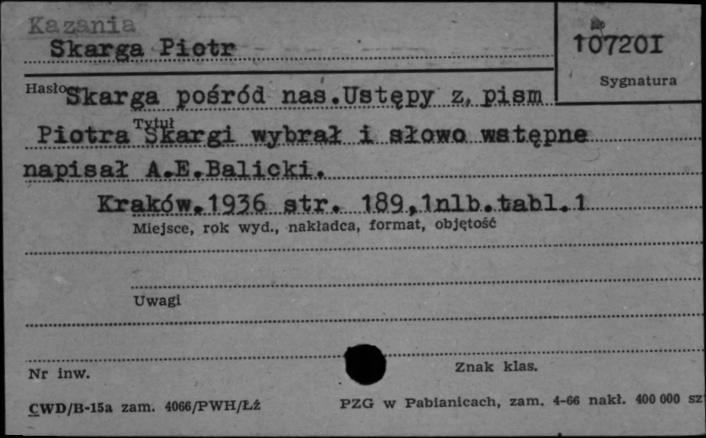 Kazania
Skarga Piotr
107201
Sygnatura
Hasło
Skarga pośród nas.Ustępy z pism
Tytuł
Piotra Skargi wybrał i słowo wstępne
napisał A.E.Balicki.
Kraków.1936 str. 189,1nlb.tabl.1
Miejsce, rok wyd., nakładca, format, objętość
Uwagi
Nr inw.
Znak klas.
CWD/B-15a zam. 4066/PWH/Łź
PZG w Pabianicach, zam. 4-66 nakł. 400 000 sz